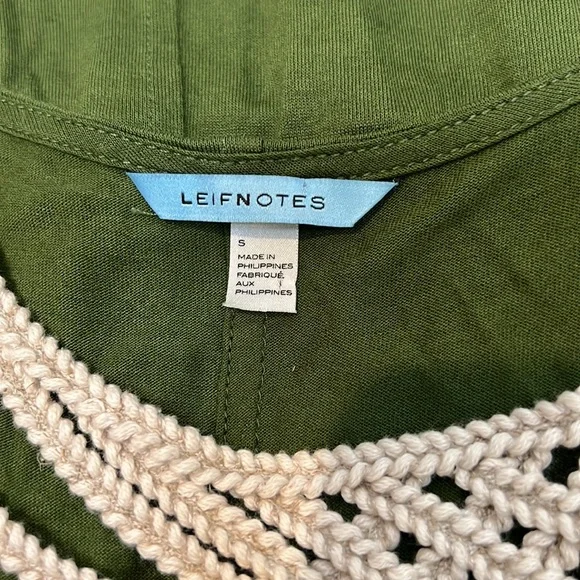 LEIFNOTES
S
MADE IN
PHILIPPINES
FABRIQUÉ
AUX
PHILIPPINES